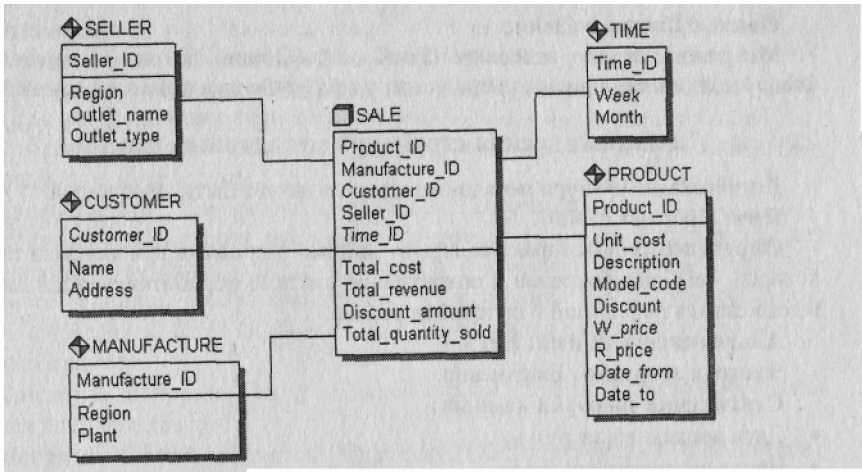 SELLER
Seller_ID
Region
Outlet_name
Outlet_type
CUSTOMER
Customer_ID
Name
Address
MANUFACTURE
Manufacture_ID
Region
Plant
SALE
Product_ID
Manufacture_ID
Customer_ID
Seller_ID
Time_ID
Total_cost
Total_revnue
Discount_amount
Total_quantity_sold
TIME
Time_ID
Week
Month
PRODUCT
Product_ID
Unit_cost
Description
Model_code
Discount
W_price
R_price
Date_from
Date_to